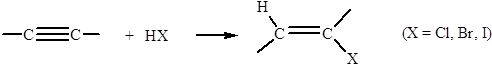 —C≡C— + HX → H C=C X (X = Cl, Br, I)